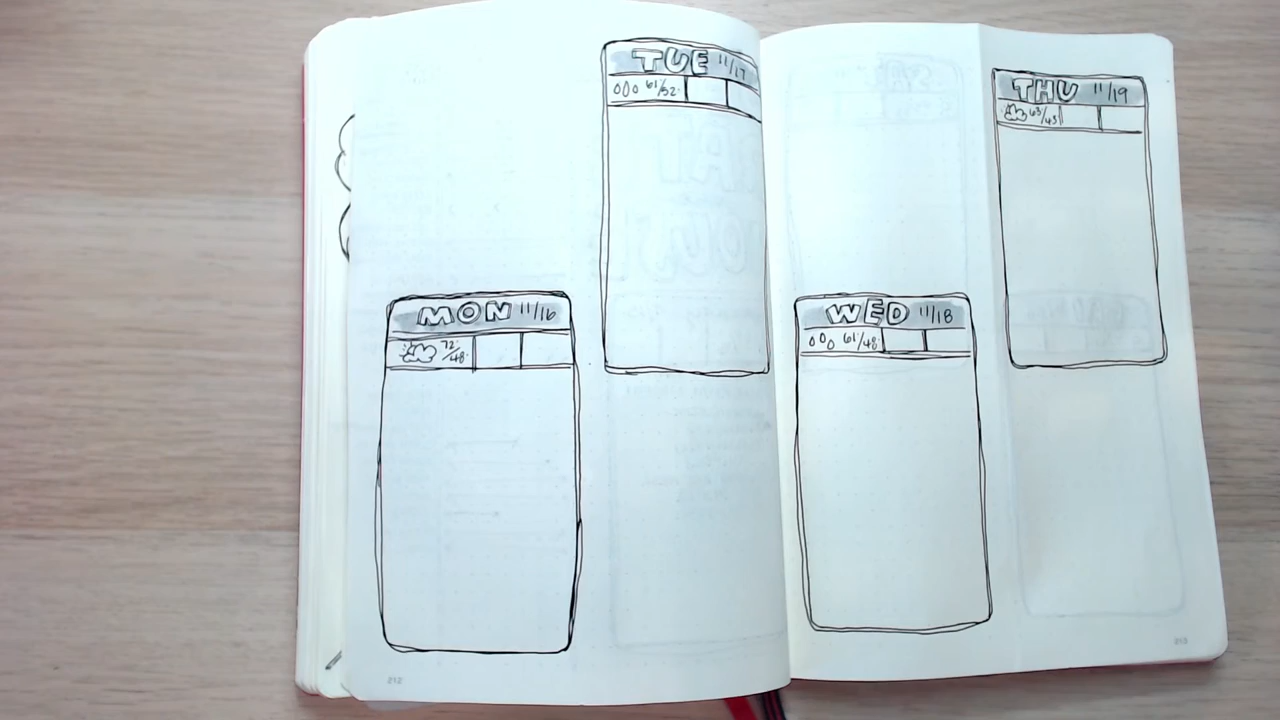 MON 11/16
72°/48°
TUE 11/17
61/52°
WED 11/18
61°/48°
THU 11/19
63/45
212
213